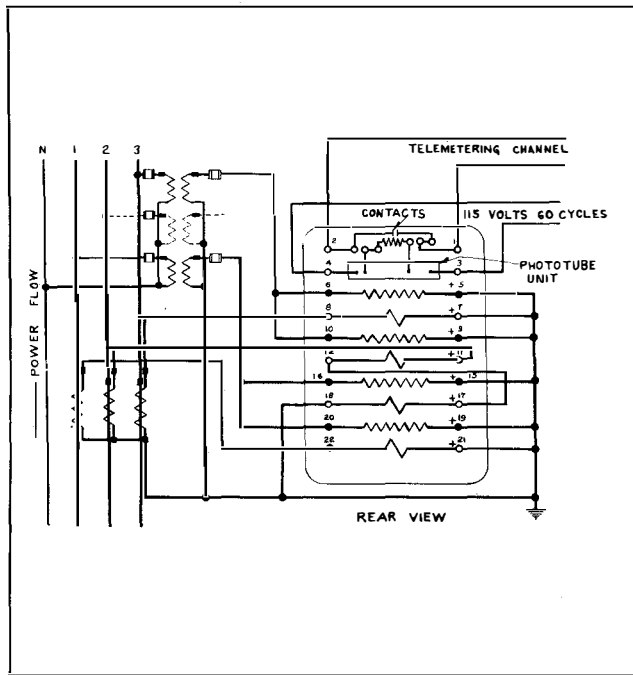 N 1 2 3
TELEMETERING CHANNEL
CONTACTS
115 VOLTS 60 CYCLES
2 1
4 3
PHOTOTUBE
UNIT
6 +5
8 +7
10 +9
12 +11
16 +15
18 +17
20 +19
22 +21
POWER FLOW
REAR VIEW